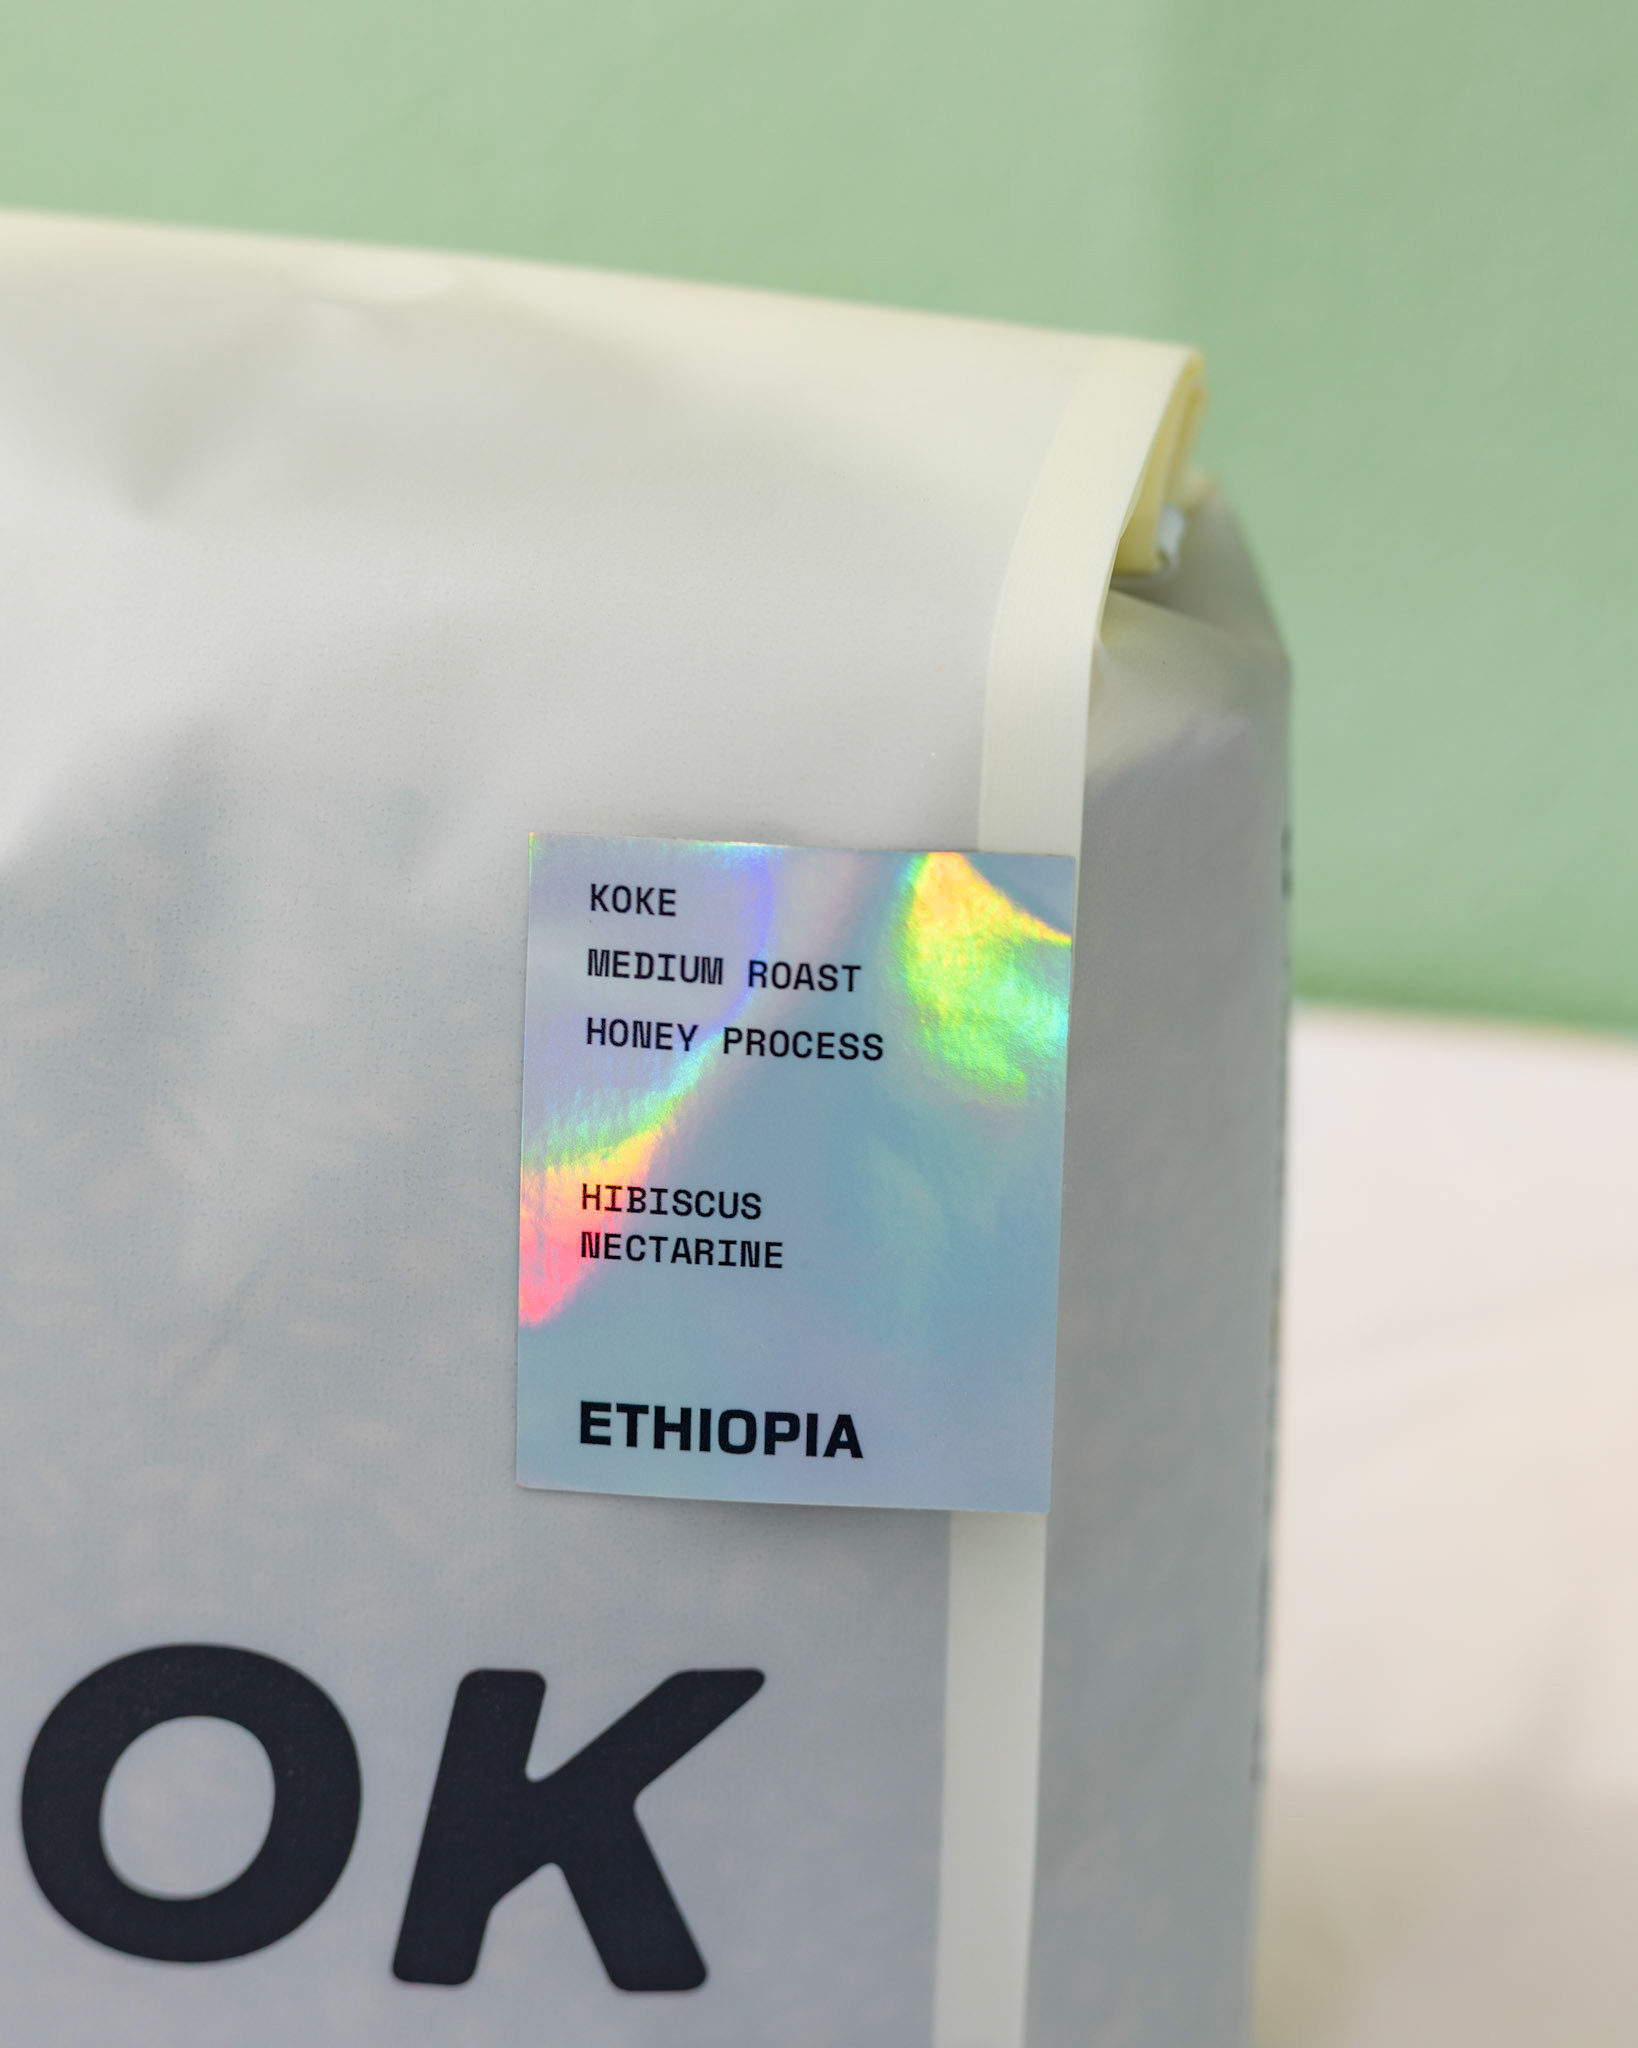 KOKE
MEDIUM ROAST
HONEY PROCESS
HIBISCUS
NECTARINE
ETHIOPIA
OK